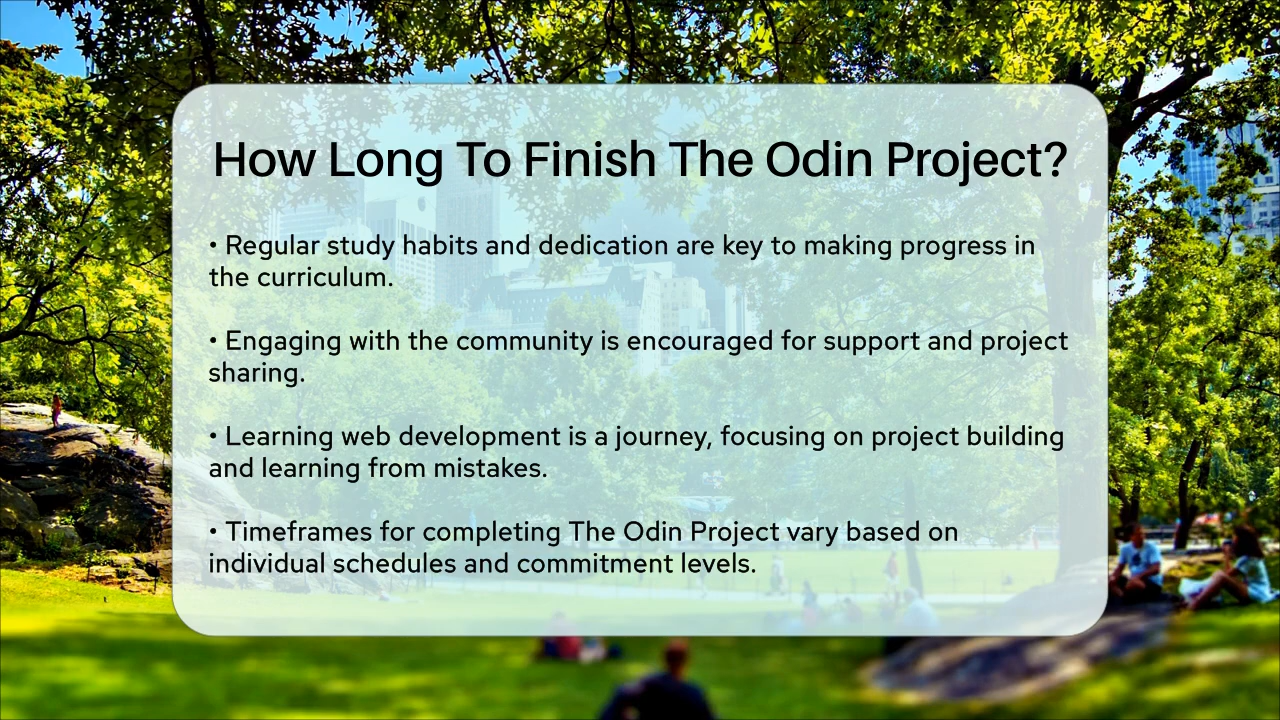 How Long To Finish The Odin Project?
• Regular study habits and dedication are key to making progress in
the curriculum.
• Engaging with the community is encouraged for support and project
sharing.
• Learning web development is a journey, focusing on project building
and learning from mistakes.
• Timeframes for completing The Odin Project vary based on
individual schedules and commitment levels.